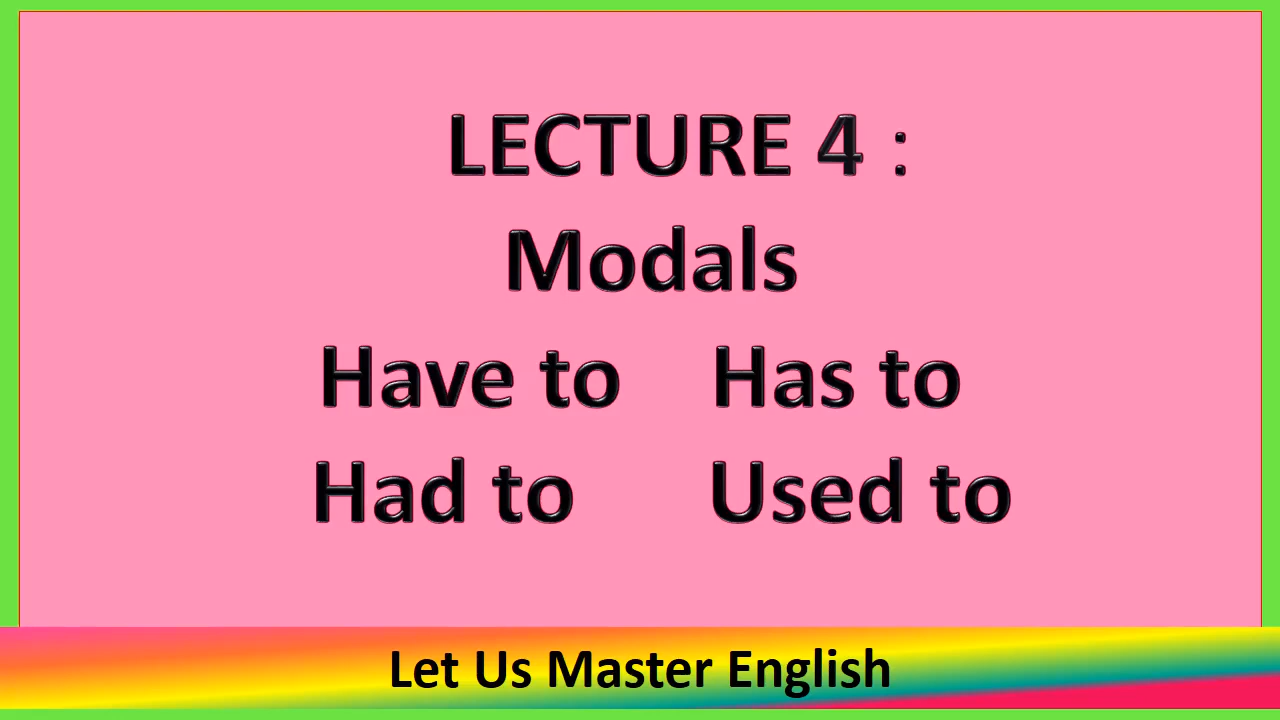 LECTURE 4 :
Modals
Have to Has to
Had to Used to
Let Us Master English